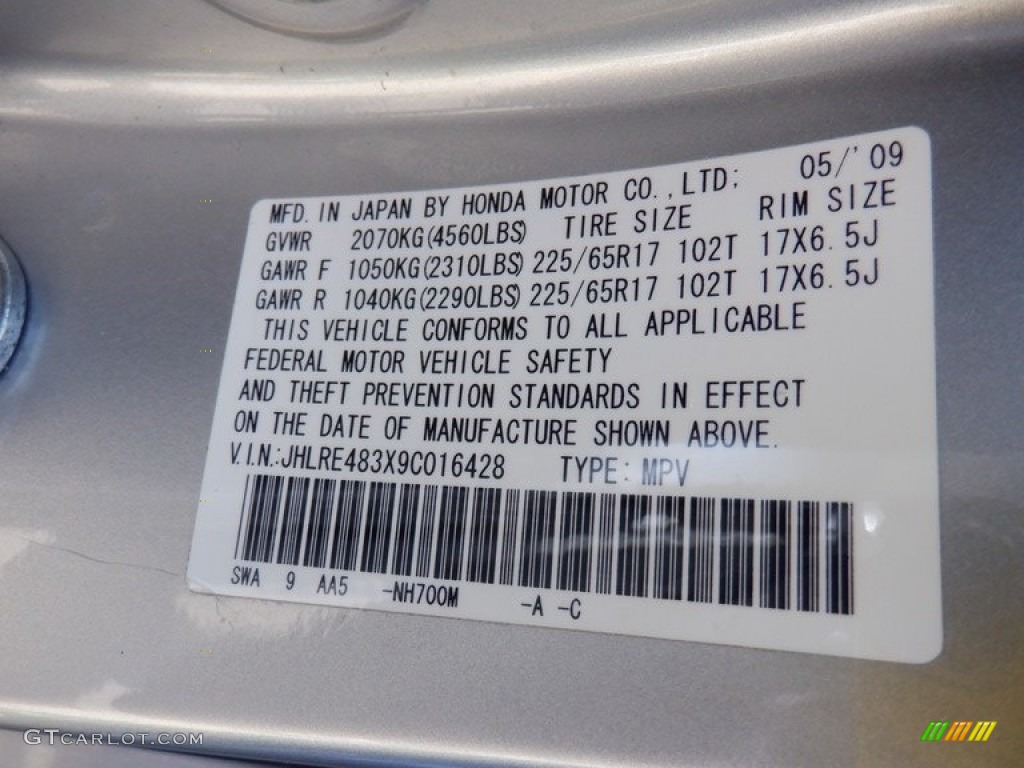 MFD. IN JAPAN BY HONDA MOTOR CO.,LTD; 05/'09
GVWR 2070KG(4560LBS) TIRE SIZE RIM SIZE
GAWR F 1050KG(2310LBS) 225/65R17 102T 17X6.5J
GAWR R 1040KG(2290LBS) 225/65R17 102T 17X6.5J
THIS VEHICLE CONFORMS TO ALL APPLICABLE
FEDERAL MOTOR VEHICLE SAFETY
AND THEFT PREVENTION STANDARDS IN EFFECT
ON THE DATE OF MANUFACTURE SHOWN ABOVE.
V.I.N.:JHLRE483X9C016428 TYPE: MPV
SWA 9 AA5 -NH700M -A -C
GTCARLOT.COM